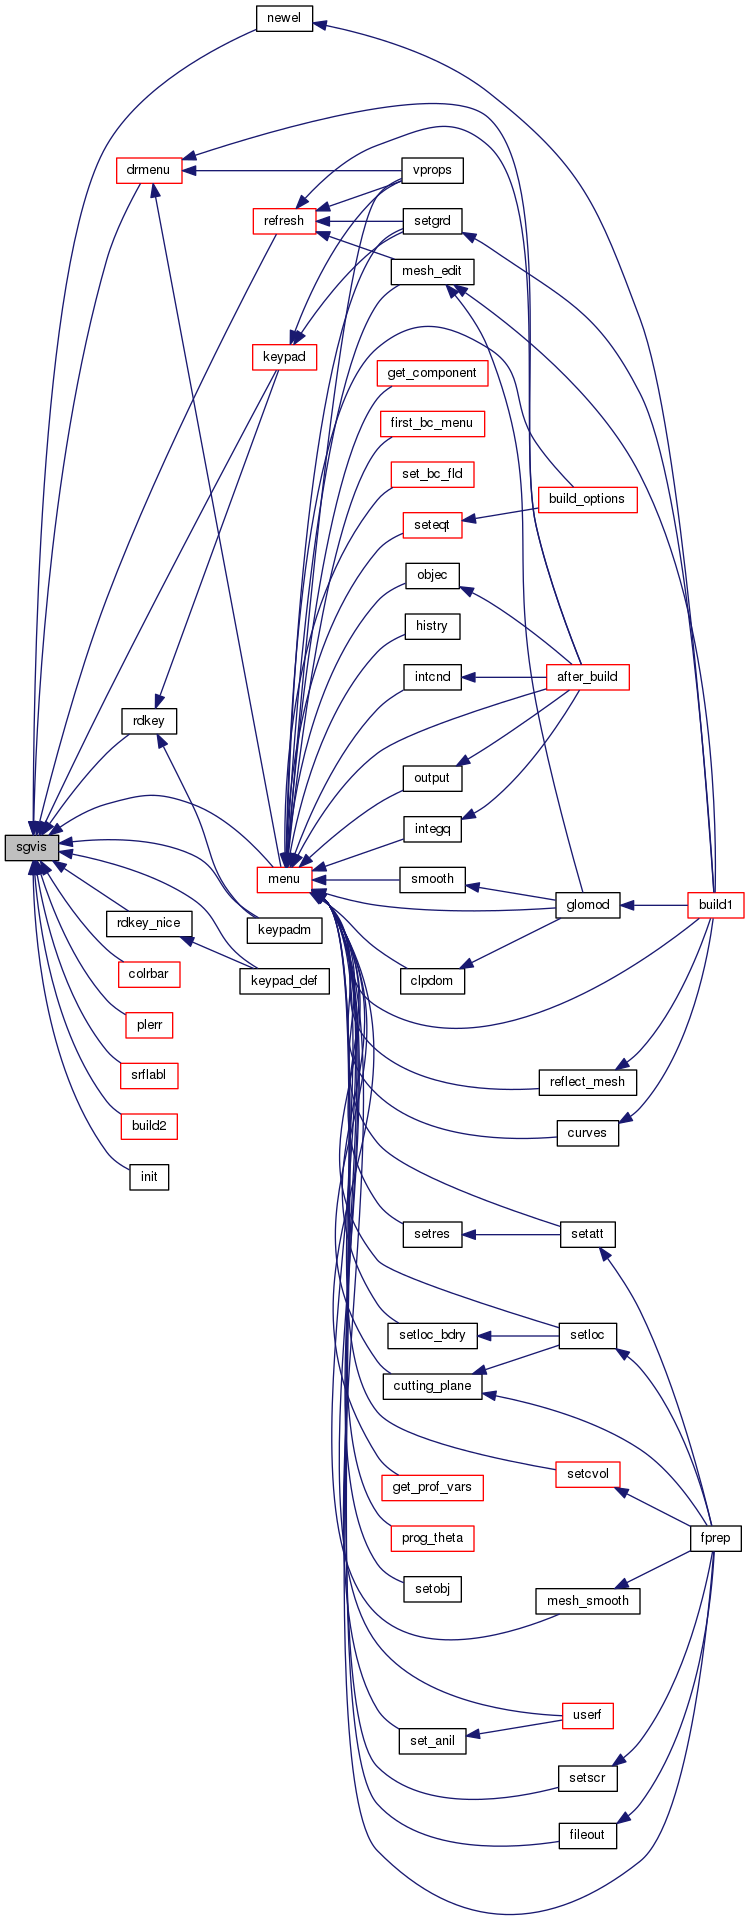 newel
drmenu
vprops
refresh
setgrd
mesh_edit
keypad
get_component
first_bc_menu
set_bc_fld
build_options
seteqt
objec
histry
after_build
intcnd
rdkey
output
integq
sgvis
menu
smooth
glomod
build1
rdkey_nice
keypadm
colrbar
keypad_def
clpdom
plerr
srflabl
reflect_mesh
build2
curves
init
setres
setatt
setloc_bdry
setloc
cutting_plane
setcvol
get_prof_vars
prog_theta
fprep
setobj
mesh_smooth
userf
set_anil
setscr
fileout